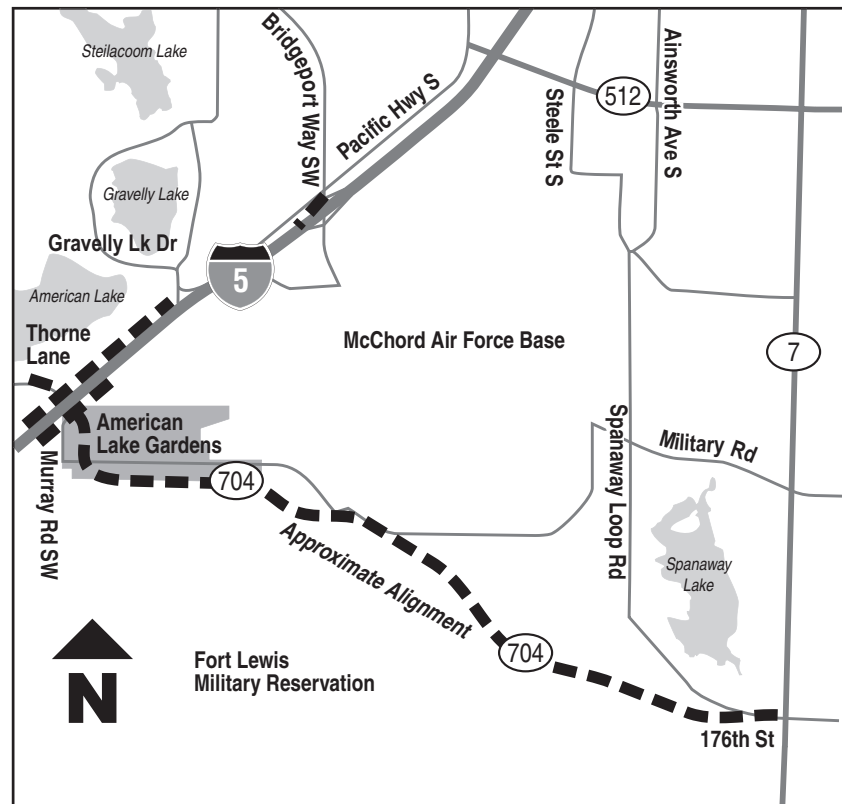 Steilacoom Lake
Bridgeport Way SW
Pacific Hwy S
Steele St S
512
Ainsworth Ave S
Gravelly Lake
Gravelly Lk Dr
5
American Lake
Thorne
Lane
McChord Air Force Base
7
American
Lake Gardens
Murray Rd SW
704
Spanaway Loop Rd
Military Rd
Approximate Alignment
Spanaway
Lake
704
N
Fort Lewis
Military Reservation
176th St